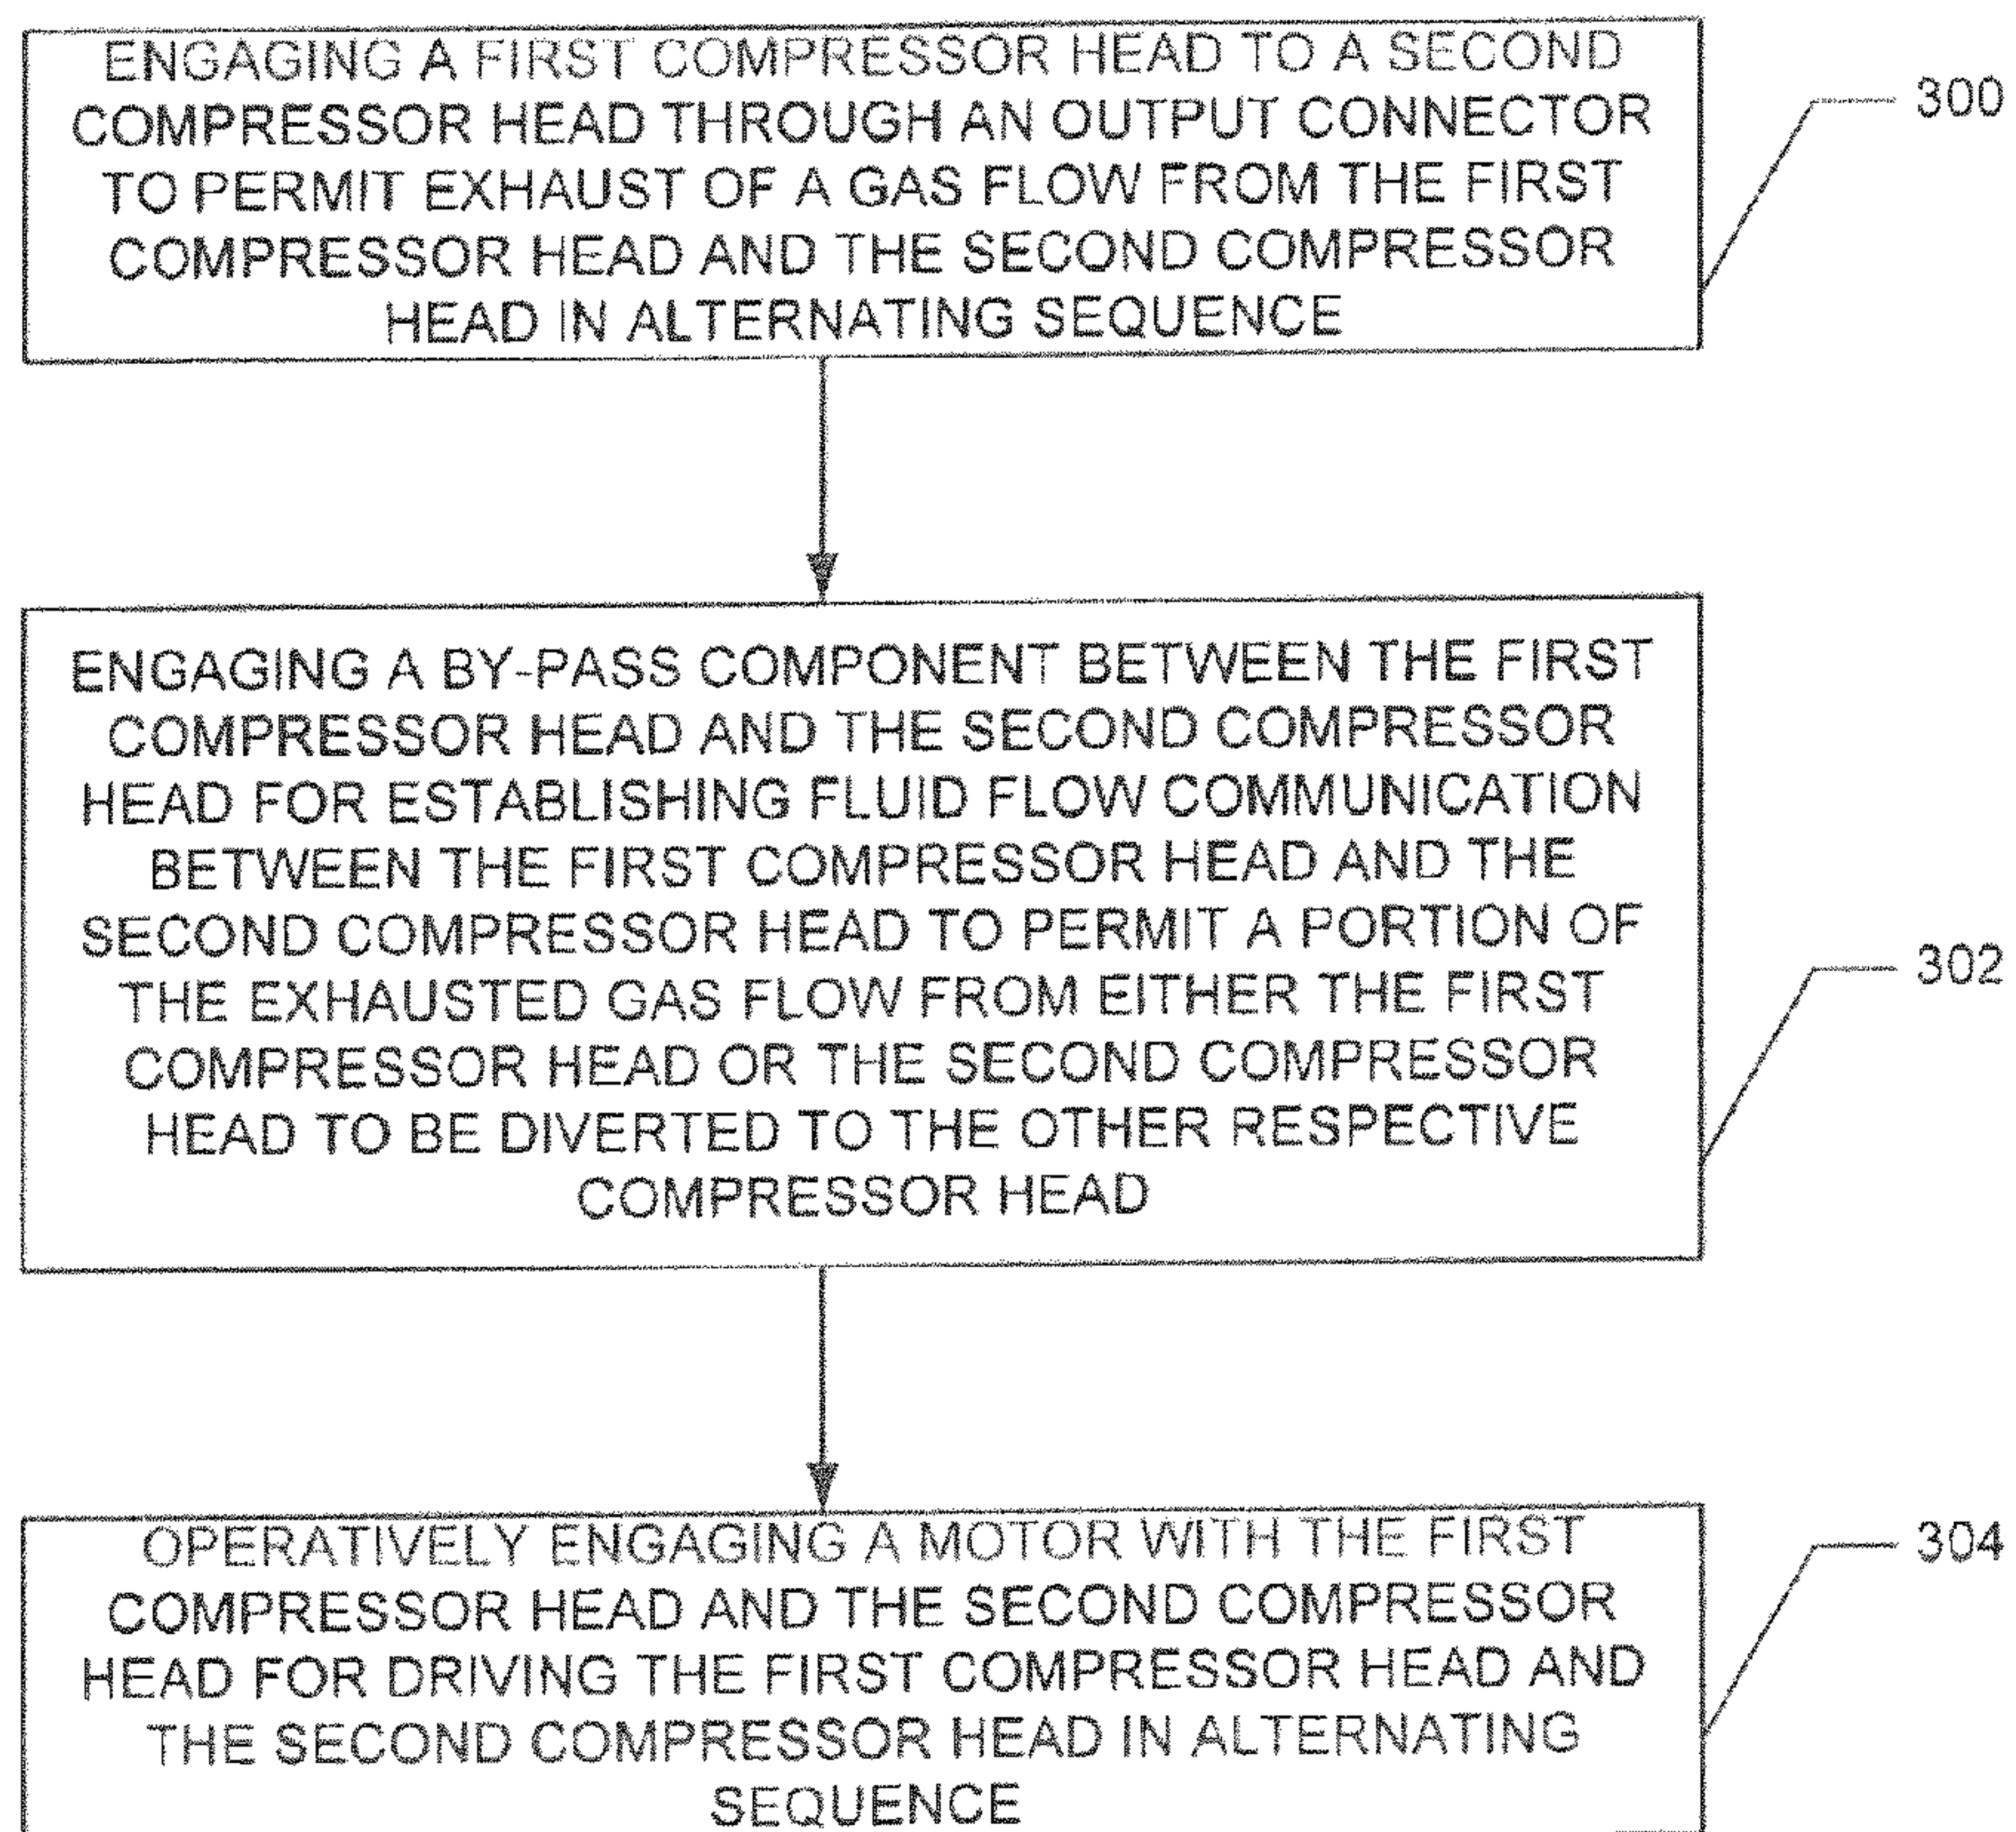 ENGAGING A FIRST COMPRESSOR HEAD TO A SECOND
COMPRESSOR HEAD THROUGH AN OUTPUT CONNECTOR
TO PERMIT EXHAUST OF A GAS FLOW FROM THE FIRST
COMPRESSOR HEAD AND THE SECOND COMPRESSOR
HEAD IN ALTERNATING SEQUENCE
300
ENGAGING A BY-PASS COMPONENT BETWEEN THE FIRST
COMPRESSOR HEAD AND THE SECOND COMPRESSOR
HEAD FOR ESTABLISHING FLUID FLOW COMMUNICATION
BETWEEN THE FIRST COMPRESSOR HEAD AND THE
SECOND COMPRESSOR HEAD TO PERMIT A PORTION OF
THE EXHAUSTED GAS FLOW FROM EITHER THE FIRST
COMPRESSOR HEAD OR THE SECOND COMPRESSOR
HEAD TO BE DIVERTED TO THE OTHER RESPECTIVE
COMPRESSOR HEAD
302
OPERATIVELY ENGAGING A MOTOR WITH THE FIRST
COMPRESSOR HEAD AND THE SECOND COMPRESSOR
HEAD FOR DRIVING THE FIRST COMPRESSOR HEAD AND
THE SECOND COMPRESSOR HEAD IN ALTERNATING
SEQUENCE
304